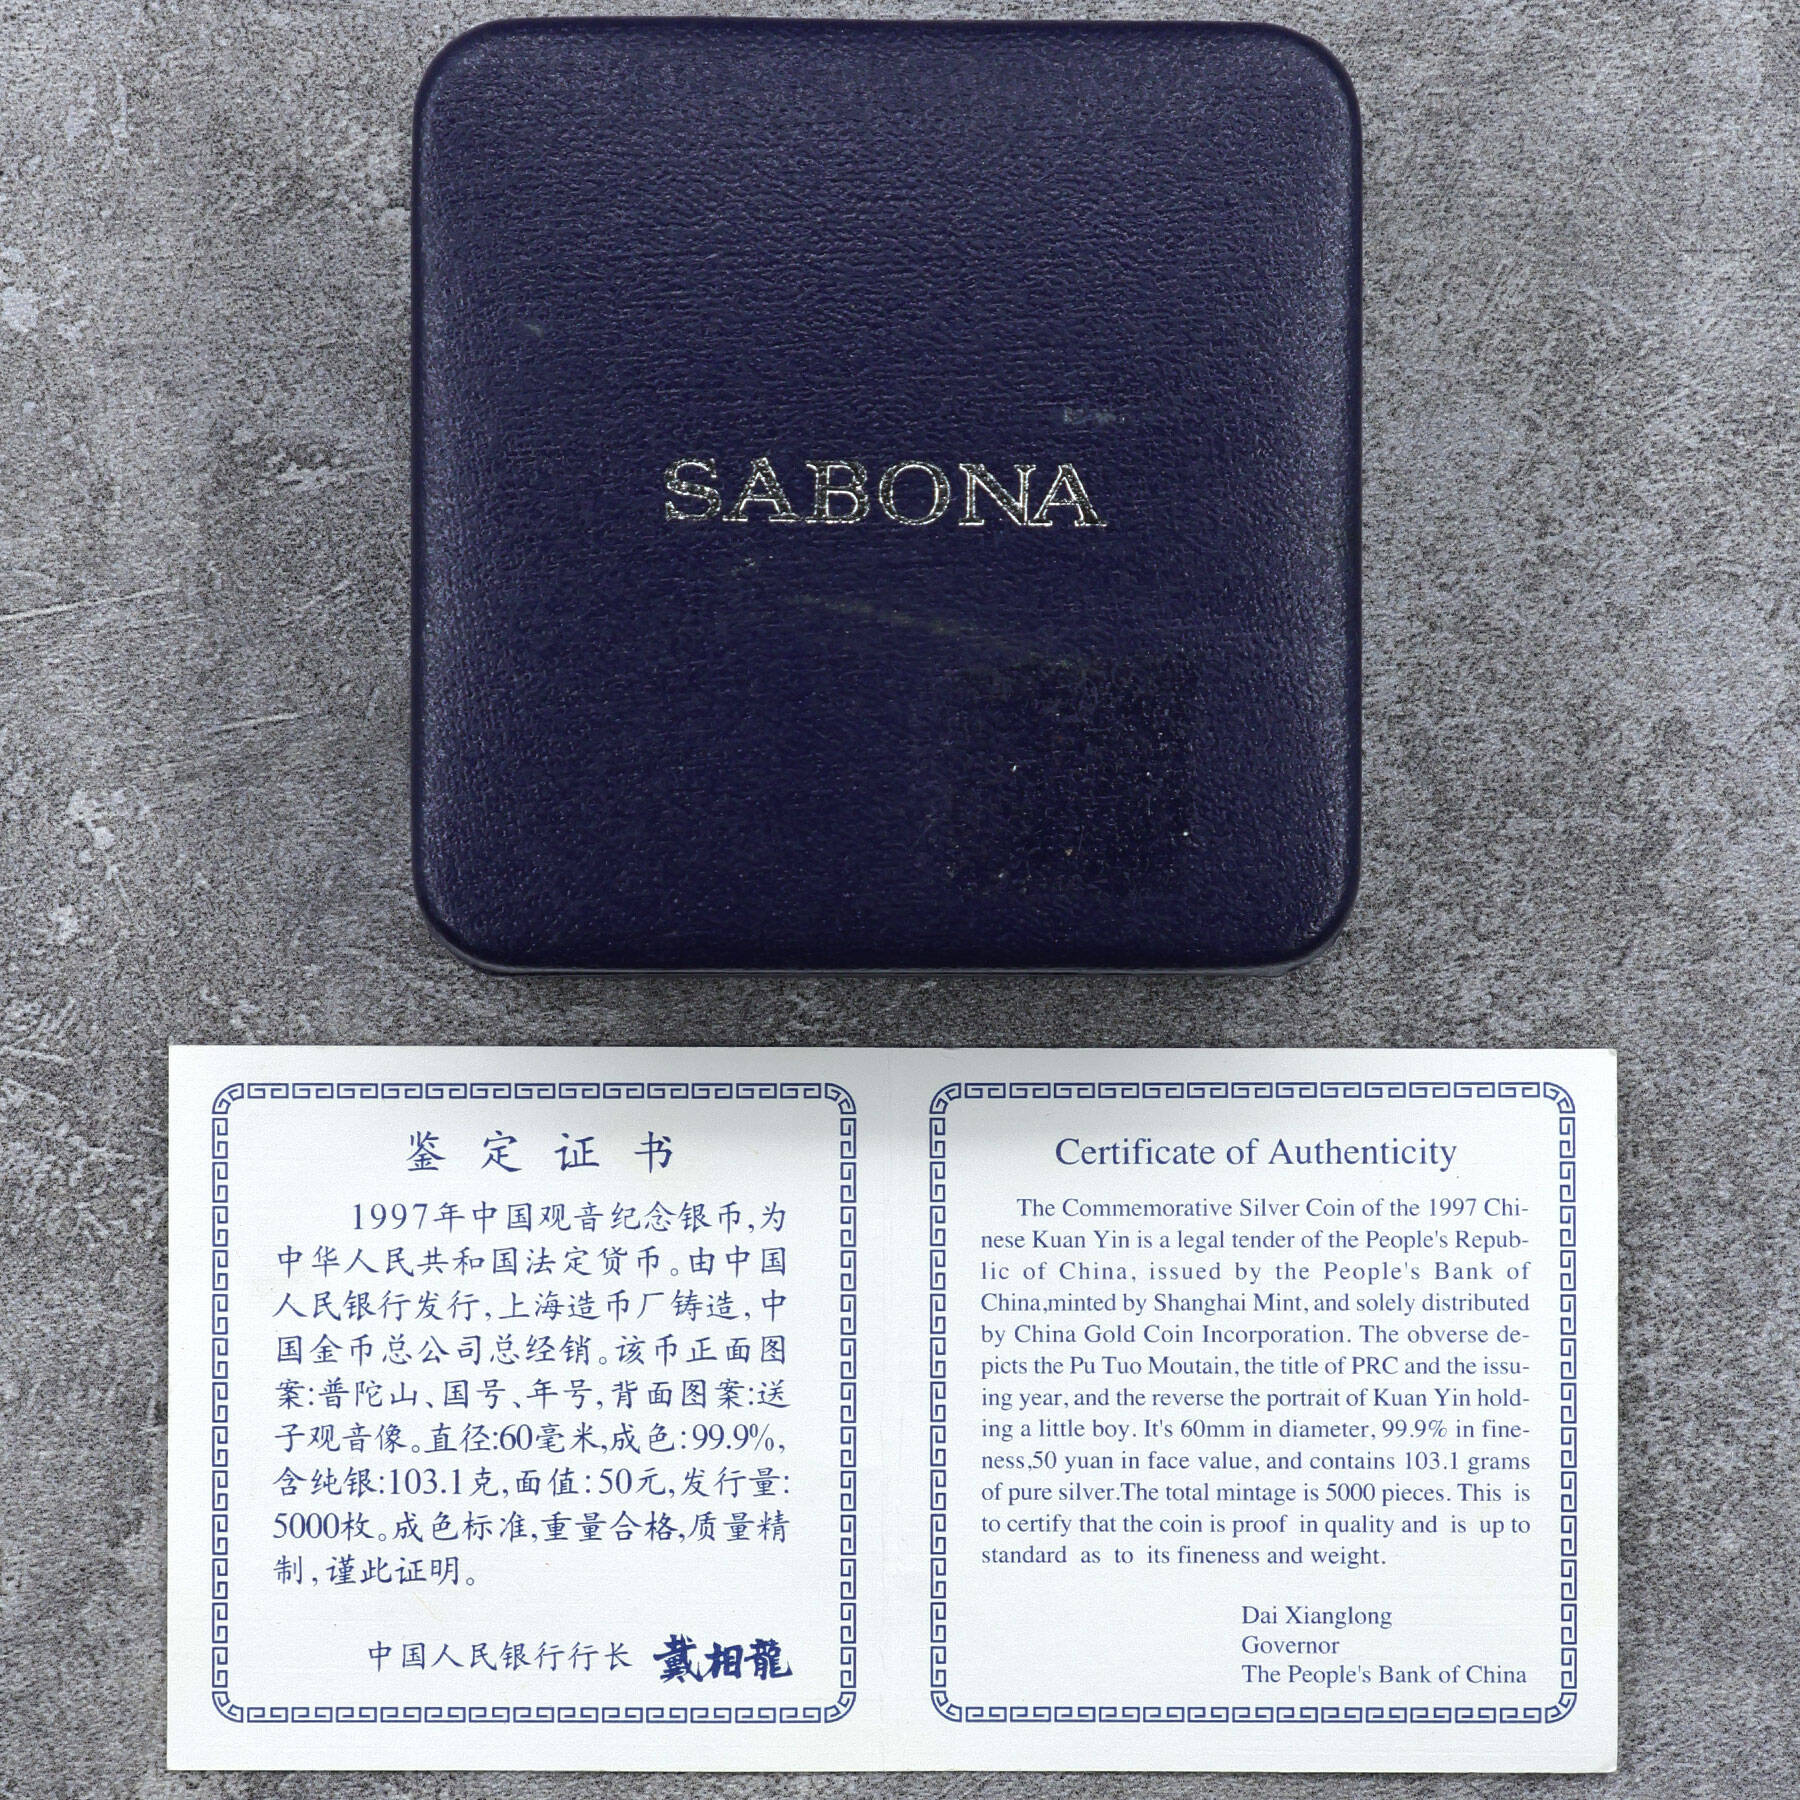 SABONA
鉴定证书
1997年中国观音纪念银币,为
中华人民共和国法定货币。由中国
人民银行发行,上海造币厂铸造,中
国金币总公司总经销。该币正面图
案:普陀山、国号、年号,背面图案:送
子观音像。直径:60毫米,成色:99.9%,
含纯银:103.1克,面值:50元,发行量:
5000枚。成色标准,重量合格,质量精
制,谨此证明。
中国人民银行行长 戴相龍
Certificate of Authenticity
The Commemorative Silver Coin of the 1997 Chi-
nese Kuan Yin is a legal tender of the People's Repub-
lic of China, issued by the People's Bank of
China,minted by Shanghai Mint, and solely distributed
by China Gold Coin Incorporation. The obverse de-
picts the Pu Tuo Moutain, the title of PRC and the issu-
ing year, and the reverse the portrait of Kuan Yin hold-
ing a little boy. It's 60mm in diameter, 99.9% in fine-
ness,50 yuan in face value, and contains 103.1 grams
of pure silver.The total mintage is 5000 pieces. This is
to certify that the coin is proof in quality and is up to
standard as to its fineness and weight.
Dai Xianglong
Governor
The People's Bank of China